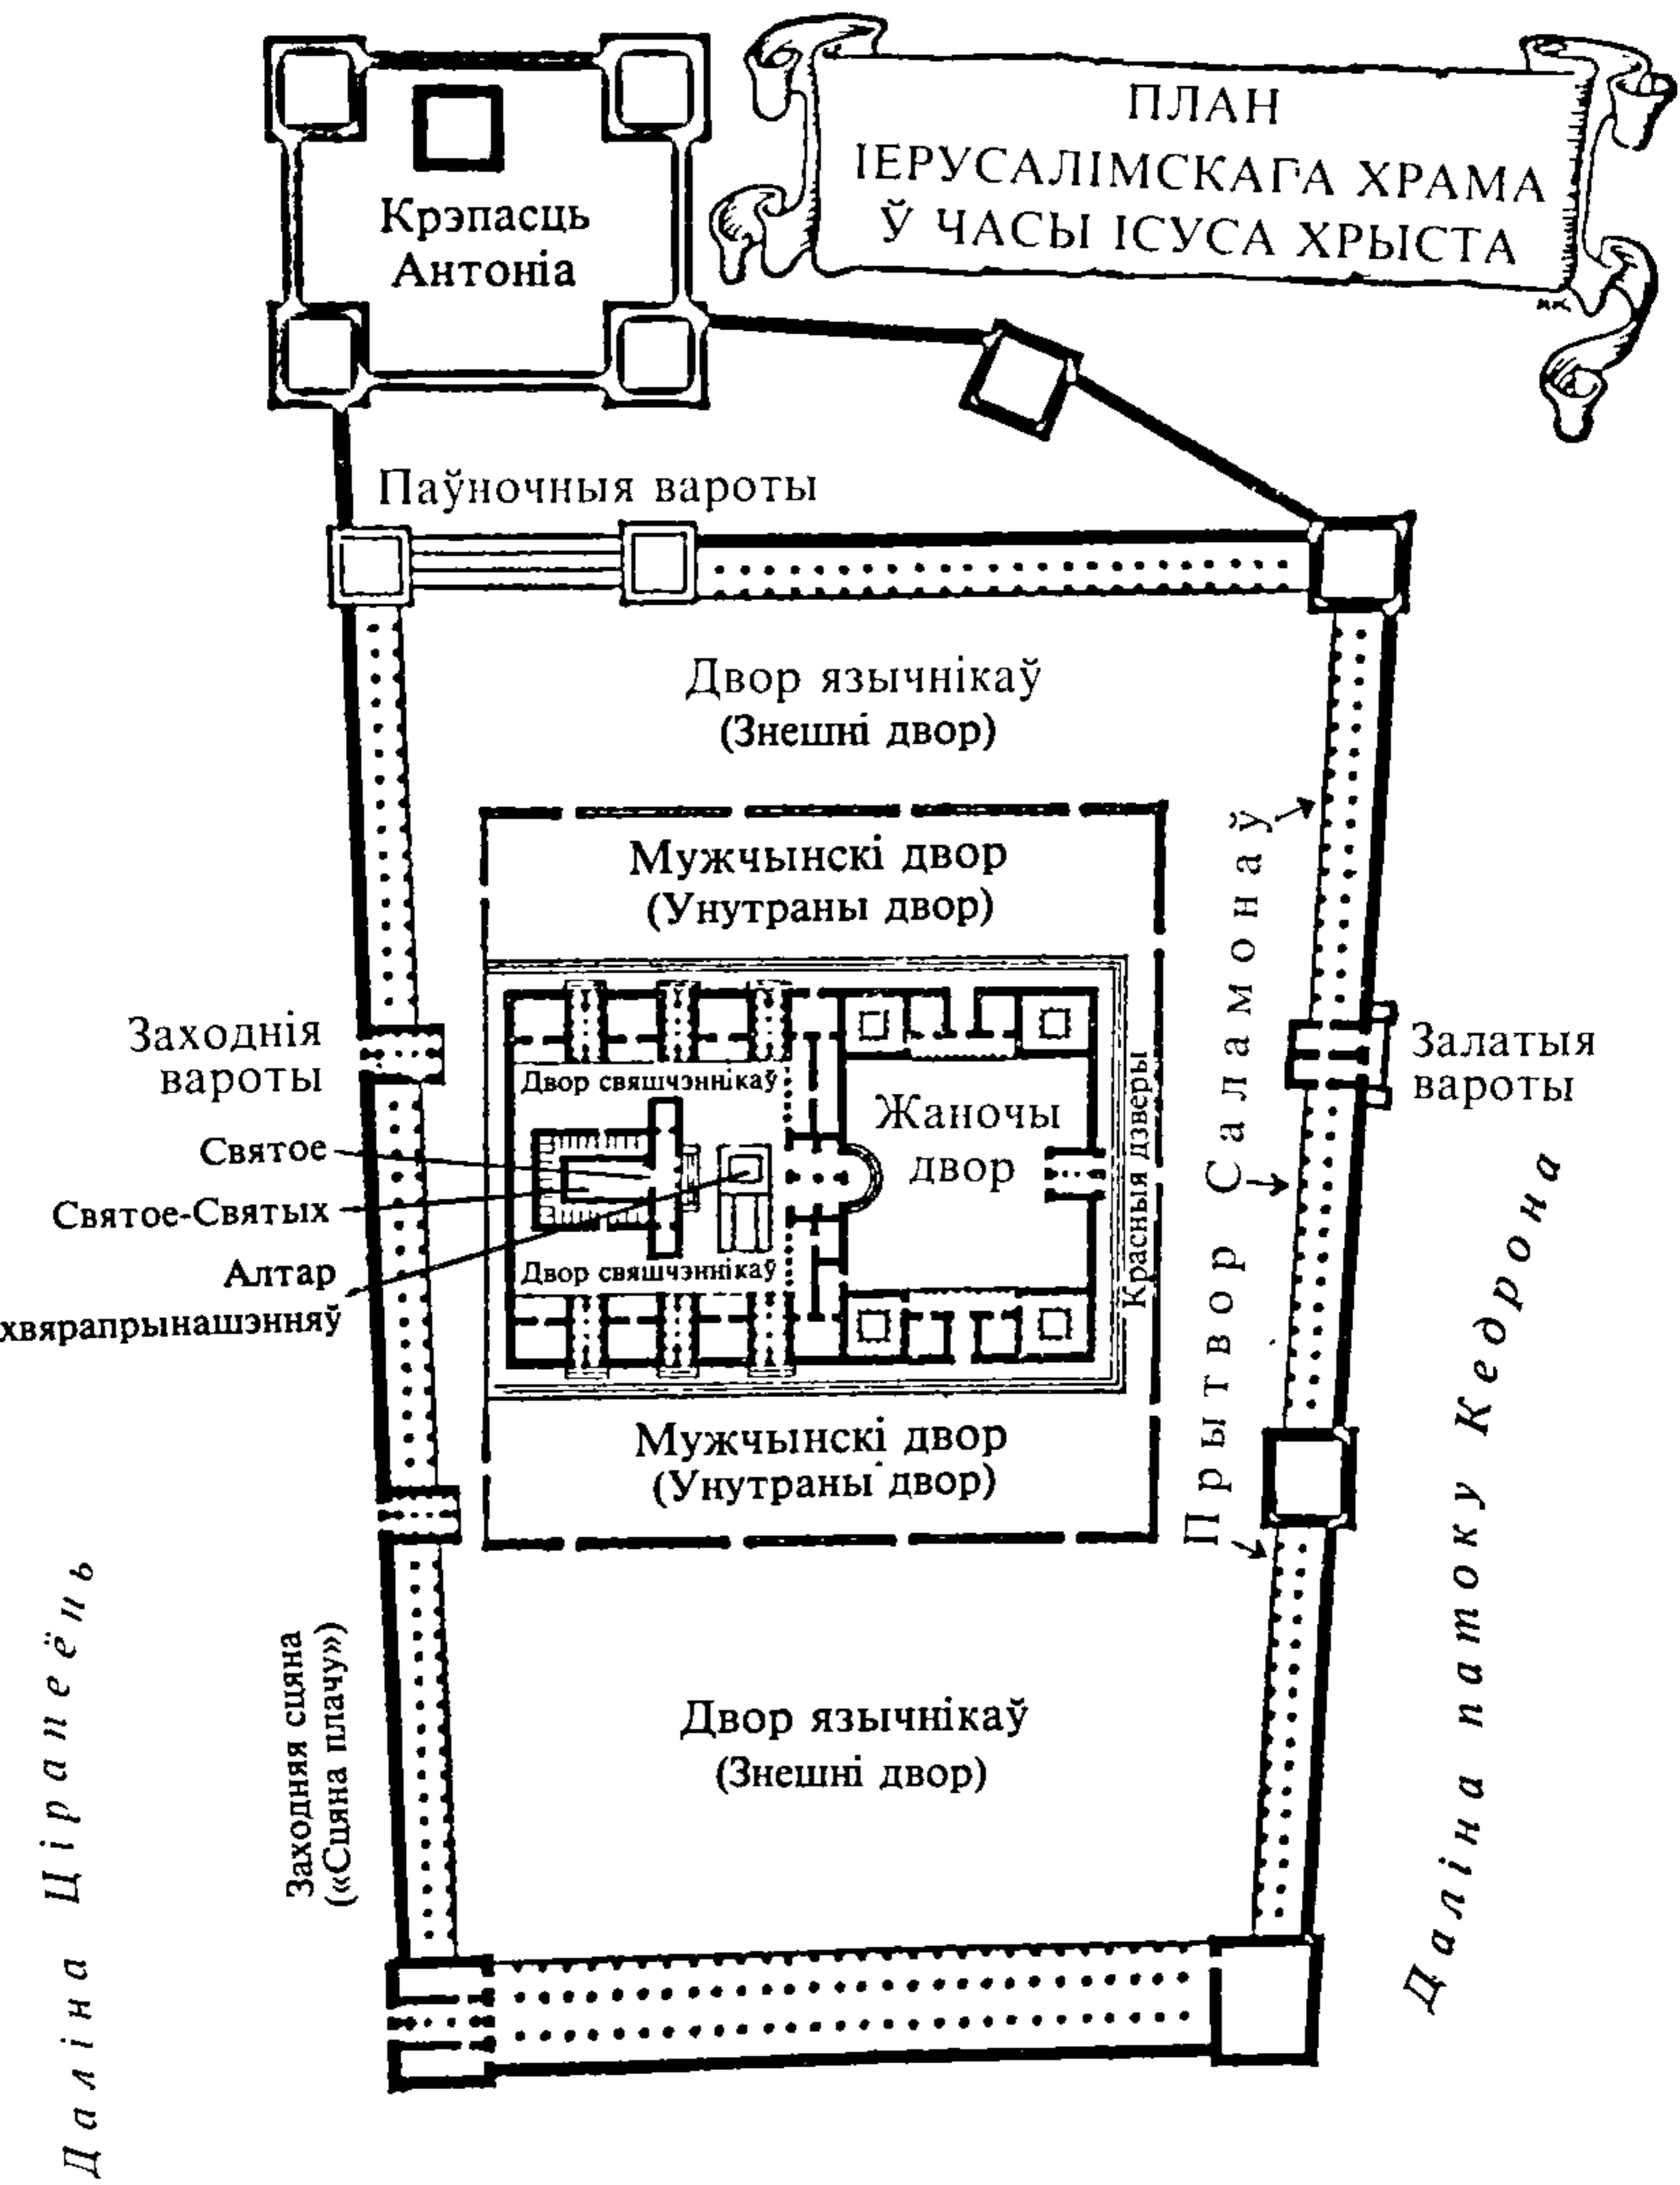 ПЛАН
ІЕРУСАЛІМСКАГА ХРАМА
Ў ЧАСЫ ІСУСА ХРЫСТА
Крэпасць
Антоніа
Паўночныя вароты
Двор язычнікаў
(Знешні двор)
Мужчынскі двор
(Унутраны двор)
Заходнія
вароты
Двор свяшчэннікаў
Жаночы
двор
Красныя дзверы
Прытвор Саламонаў
Залатыя
вароты
Святое
Святое-Святых
Алтар
хвярапрынашэнняў
Двор свяшчэннікаў
Мужчынскі двор
(Унутраны двор)
Даліна патоку Кедрона
Даліна Цірапеёнь
Заходняя сцяна
(«Сцяна плачу»)
Двор язычнікаў
(Знешні двор)